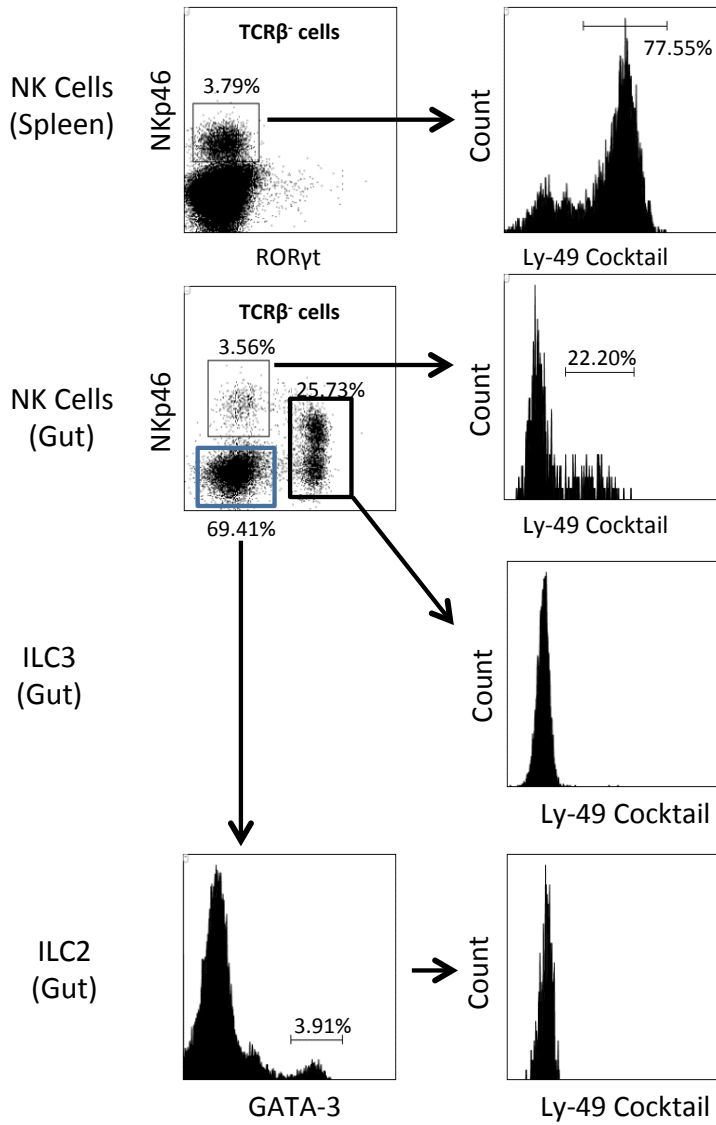 NK Cells
(Spleen)
NKp46
TCRβ- cells
3.79%
RORγt
Count
77.55%
Ly-49 Cocktail
NK Cells
(Gut)
NKp46
TCRβ- cells
3.56%
25.73%
69.41%
Count
22.20%
Ly-49 Cocktail
ILC3
(Gut)
Count
Ly-49 Cocktail
ILC2
(Gut)
3.91%
GATA-3
Count
Ly-49 Cocktail